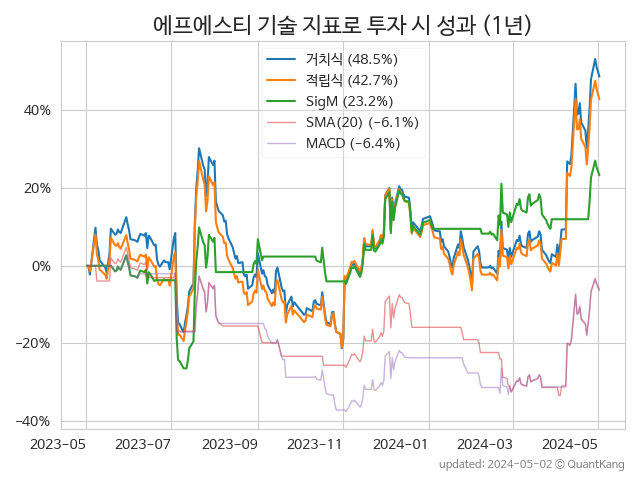 에프에스티 기술 지표로 투자 시 성과 (1년)
거치식 (48.5%)
적립식 (42.7%)
SigM (23.2%)
SMA(20) (−6.1%)
MACD (−6.4%)
40%
20%
0%
−20%
−40%
2023-05 2023-07 2023-09 2023-11 2024-01 2024-03 2024-05
updated: 2024-05-02 © QuantKang